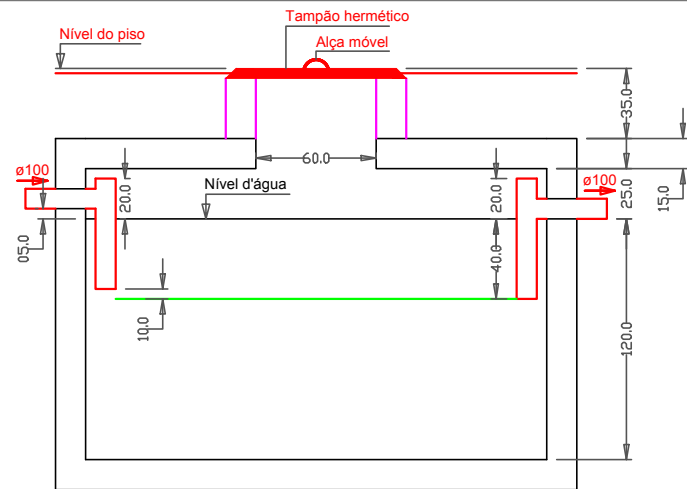 Tampão hermético
Nível do piso
Alça móvel
35.0
60.0
ø100
20.0
Nível d'água
20.0
ø100
25.0
15.0
05.0
40.0
10.0
120.0